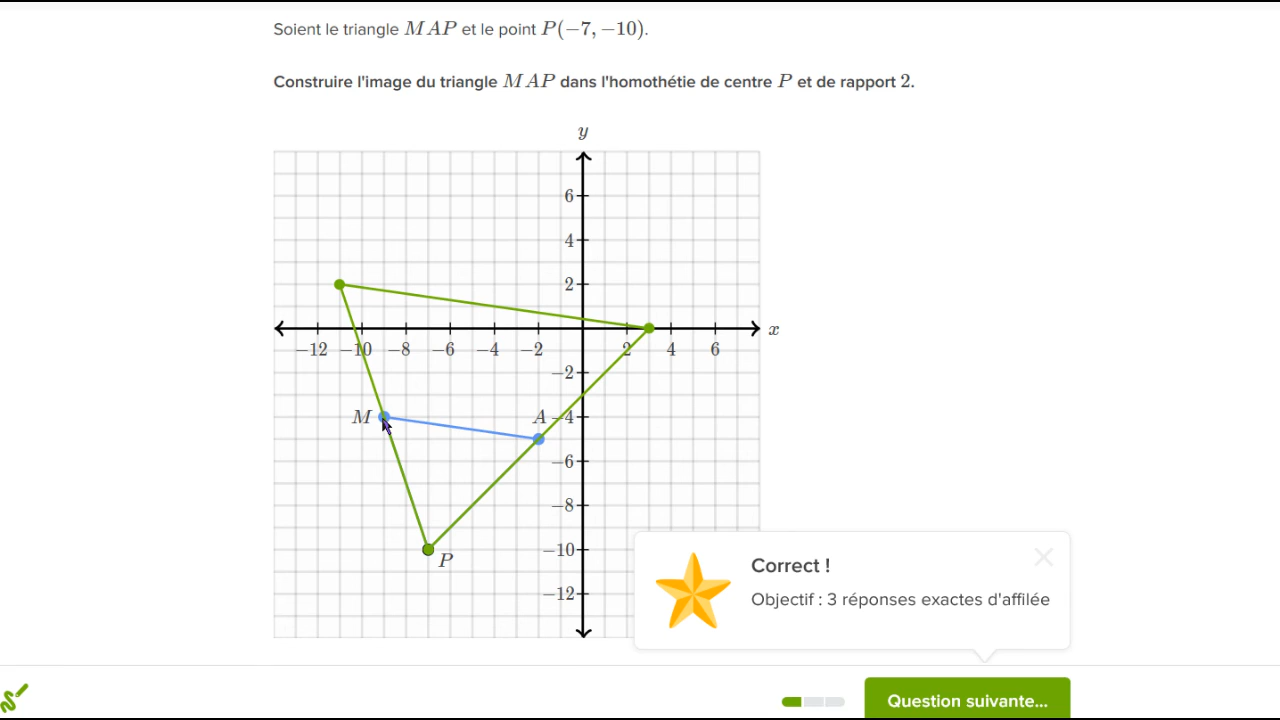 Soient le triangle MAP et le point P(−7, −10).
Construire l'image du triangle MAP dans l'homothétie de centre P et de rapport 2.
y
6
4
2
x
−12 −10 −8 −6 −4 −2 2 4 6
−2
M A −4
−6
−8
−10
P
−12
Correct !
Objectif : 3 réponses exactes d'affilée
Question suivante...